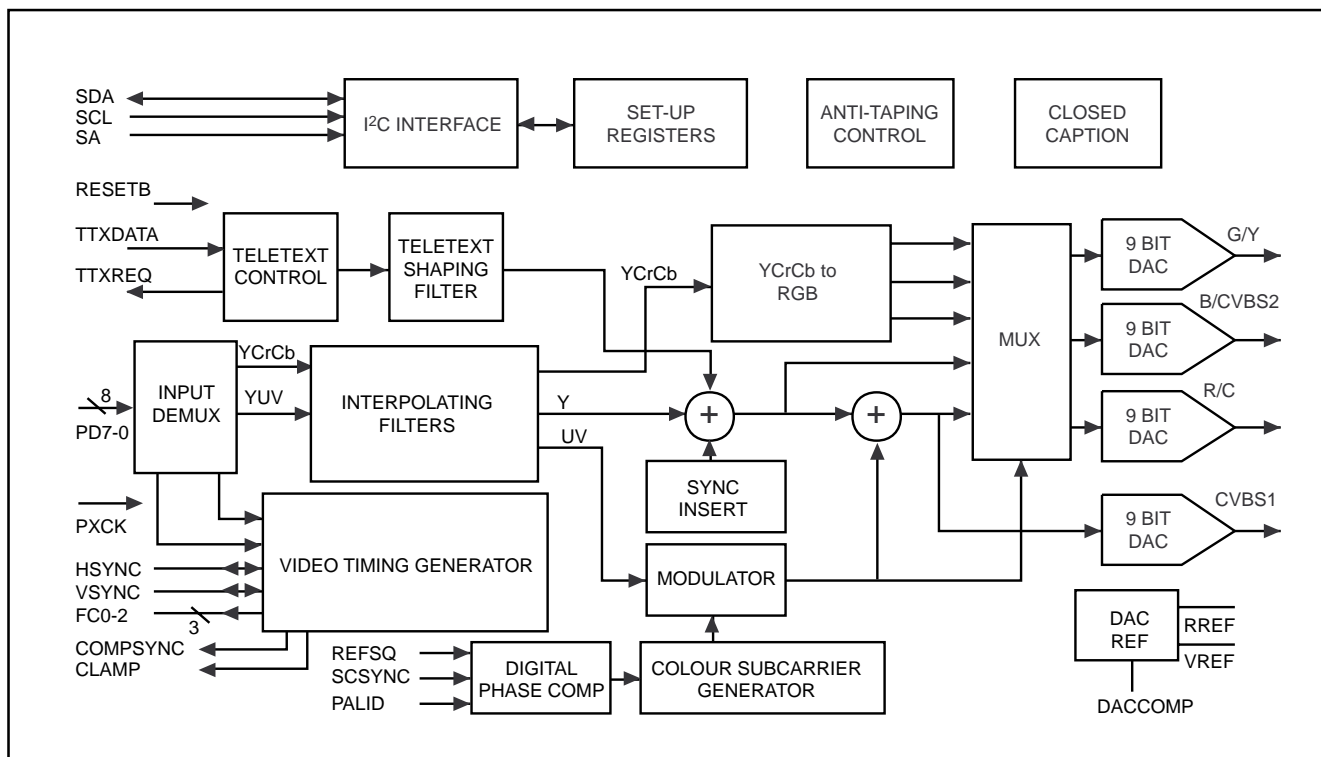 SDA
SCL
SA
I²C INTERFACE
SET-UP
REGISTERS
ANTI-TAPING
CONTROL
CLOSED
CAPTION
RESETB
TTXDATA
TTXREQ
TELETEXT
CONTROL
TELETEXT
SHAPING
FILTER
YCrCb
YCrCb to
RGB
MUX
9 BIT
DAC
G/Y
9 BIT
DAC
B/CVBS2
9 BIT
DAC
R/C
9 BIT
DAC
CVBS1
8
PD7-0
INPUT
DEMUX
YCrCb
YUV
INTERPOLATING
FILTERS
Y
UV
+
+
SYNC
INSERT
PXCK
HSYNC
VSYNC
FC0-2
3
COMPSYNC
CLAMP
VIDEO TIMING GENERATOR
MODULATOR
REFSQ
SCSYNC
PALID
DIGITAL
PHASE COMP
COLOUR SUBCARRIER
GENERATOR
DAC
REF
RREF
VREF
DACCOMP